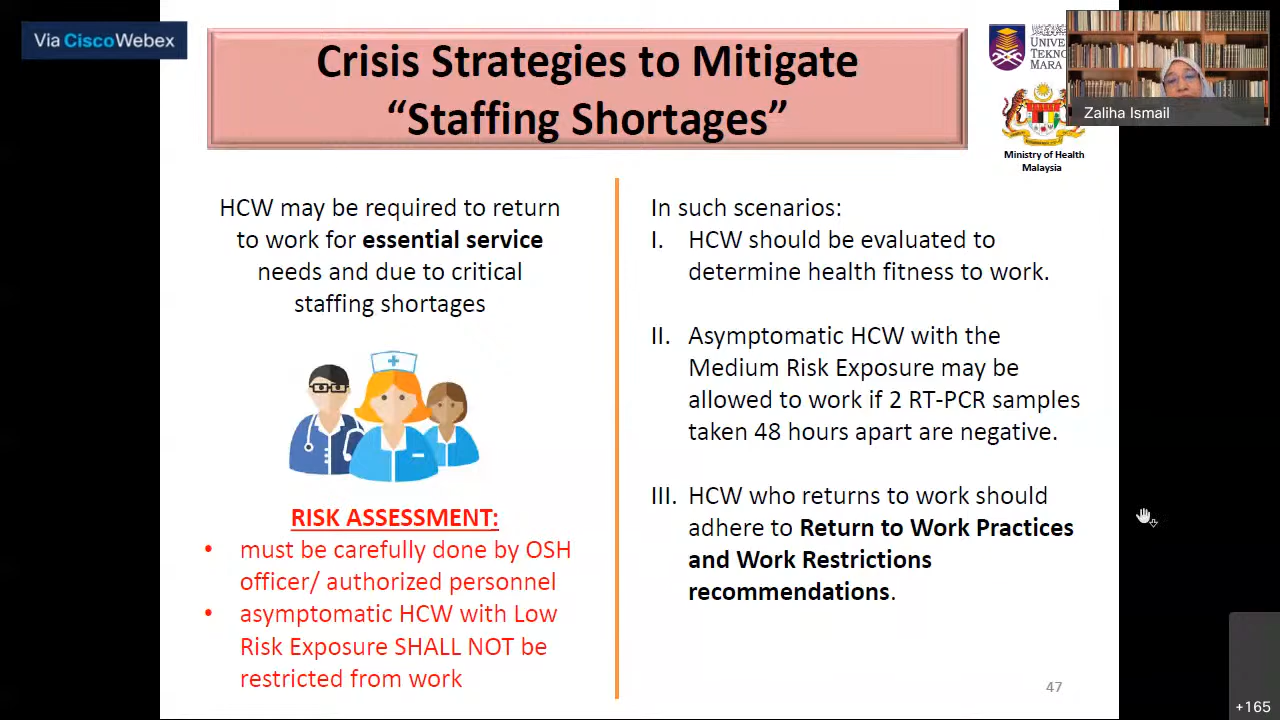 Via Cisco Webex
Crisis Strategies to Mitigate
“Staffing Shortages”
UNIVE
TEKNO
MARA
Zaliha Ismail
Ministry of Health
Malaysia
HCW may be required to return
to work for essential service
needs and due to critical
staffing shortages
RISK ASSESSMENT:
• must be carefully done by OSH
officer/ authorized personnel
• asymptomatic HCW with Low
Risk Exposure SHALL NOT be
restricted from work
In such scenarios:
I. HCW should be evaluated to
determine health fitness to work.
II. Asymptomatic HCW with the
Medium Risk Exposure may be
allowed to work if 2 RT-PCR samples
taken 48 hours apart are negative.
III. HCW who returns to work should
adhere to Return to Work Practices
and Work Restrictions
recommendations.
47
+165